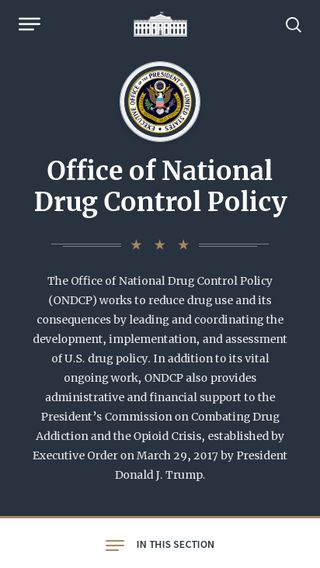 EXECUTIVE OFFICE OF THE PRESIDENT OF THE UNITED STATES
Office of National
Drug Control Policy
The Office of National Drug Control Policy
(ONDCP) works to reduce drug use and its
consequences by leading and coordinating the
development, implementation, and assessment
of U.S. drug policy. In addition to its vital
ongoing work, ONDCP also provides
administrative and financial support to the
President’s Commission on Combating Drug
Addiction and the Opioid Crisis, established by
Executive Order on March 29, 2017 by President
Donald J. Trump.
IN THIS SECTION